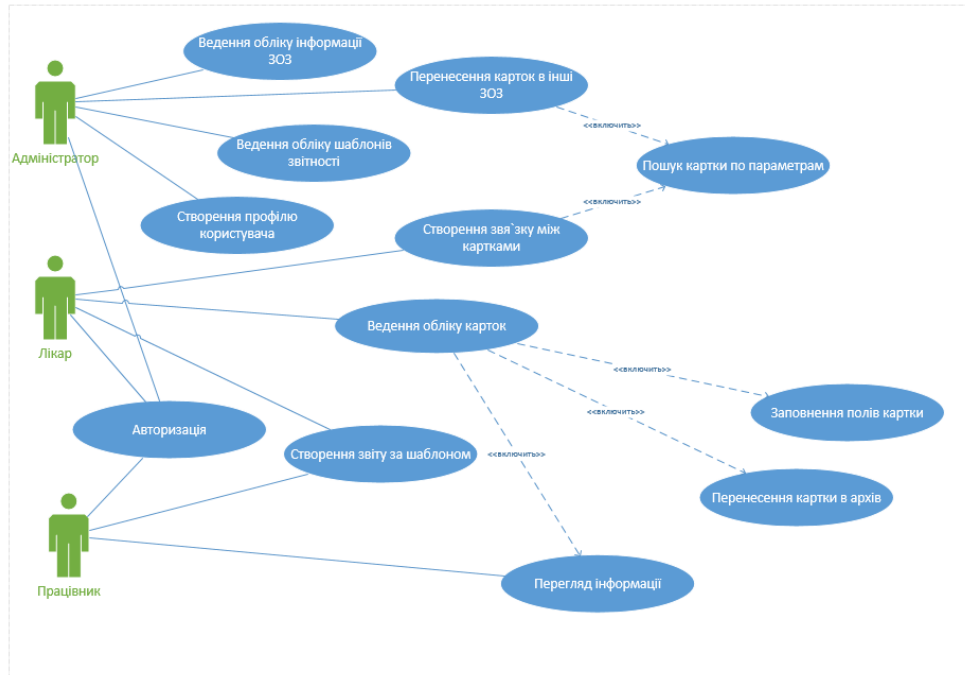 Ведення обліку інформації
ЗОЗ
Перенесення карток в інші
ЗОЗ
<<включить>>
Адміністратор
Ведення обліку шаблонів
звітності
Пошук картки по параметрам
<<включить>>
Створення профілю
користувача
Створення звя`зку між
картками
Ведення обліку карток
Лікар
<<включить>>
Заповнення полів картки
<<включить>>
Авторизація
Створення звіту за шаблоном
<<включить>>
Перенесення картки в архів
Перегляд інформації
Працівник